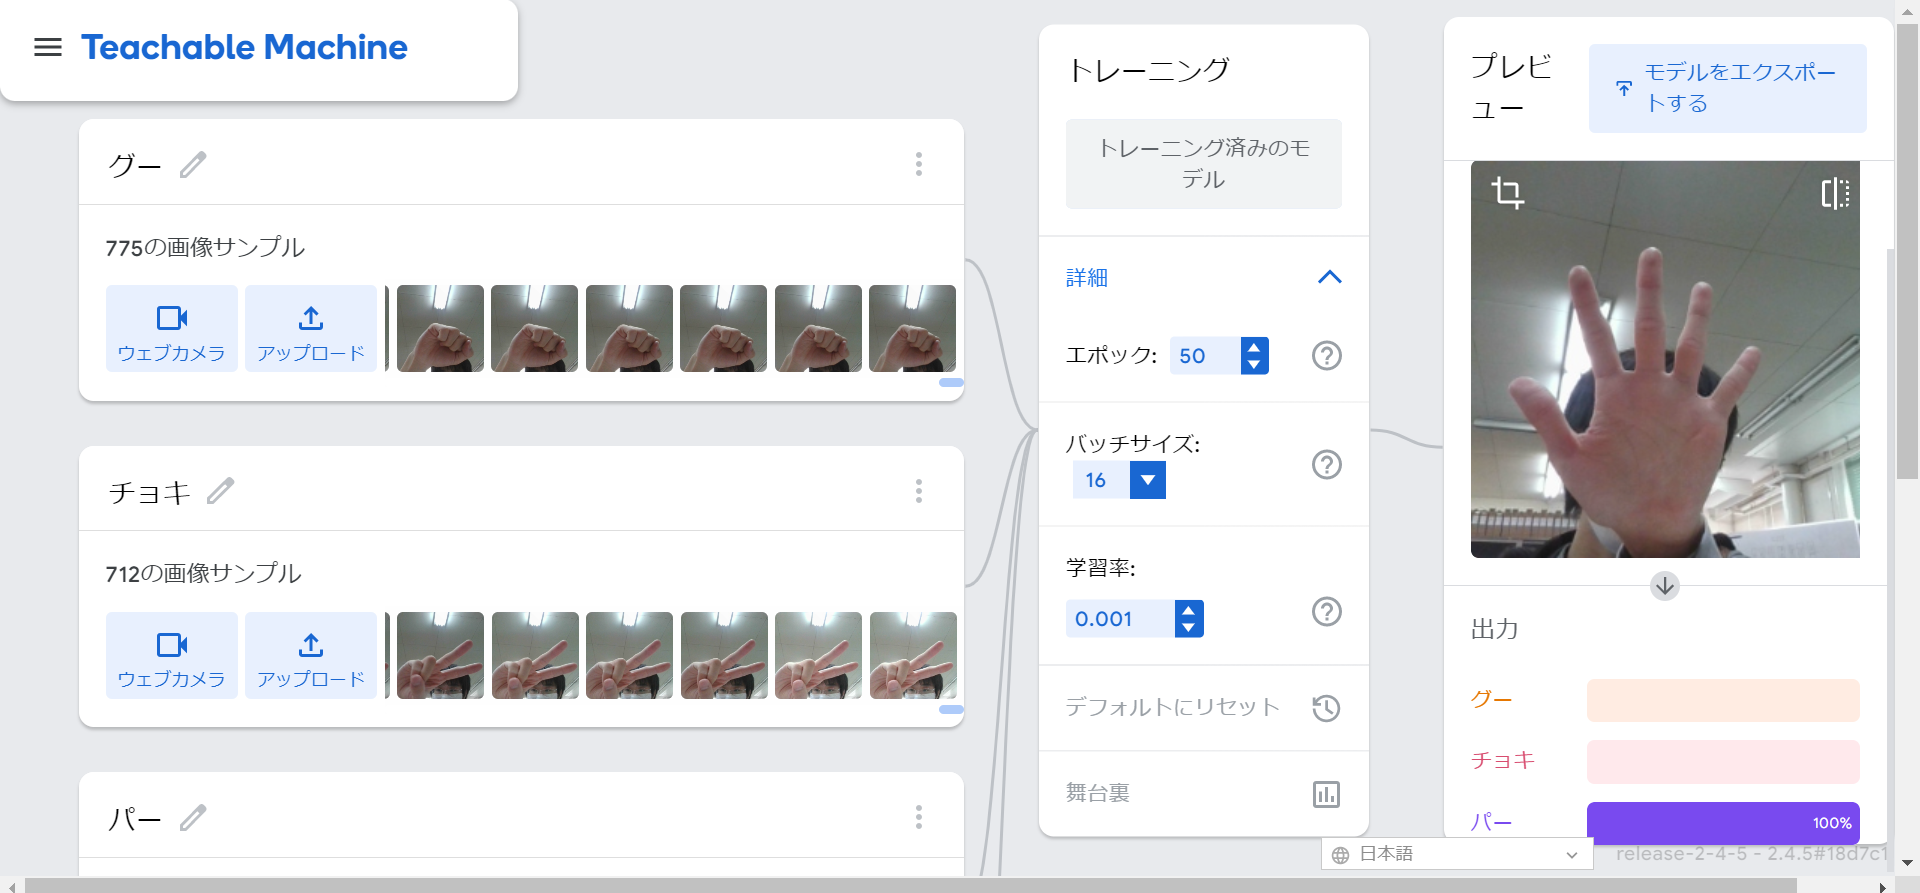 Teachable Machine
グー
775の画像サンプル
ウェブカメラ
アップロード
チョキ
712の画像サンプル
ウェブカメラ
アップロード
パー
トレーニング
トレーニング済みのモ
デル
詳細
エポック: 50
バッチサイズ:
16
学習率:
0.001
デフォルトにリセット
舞台裏
プレビ
ュー
モデルをエクスポー
トする
出力
グー
チョキ
パー 100%
日本語
release-2-4-5 - 2.4.5#18d7c1